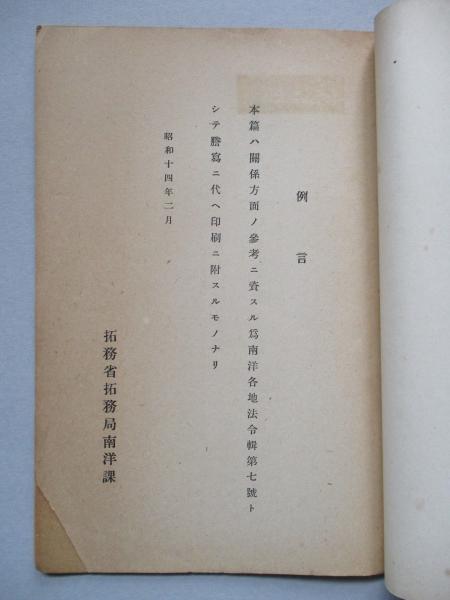 例言
本篇ハ關係方面ノ參考ニ資スル爲南洋各地法令輯第七號ト
シテ謄寫ニ代ヘ印刷ニ附スルモノナリ
昭和十四年二月
拓務省拓務局南洋課